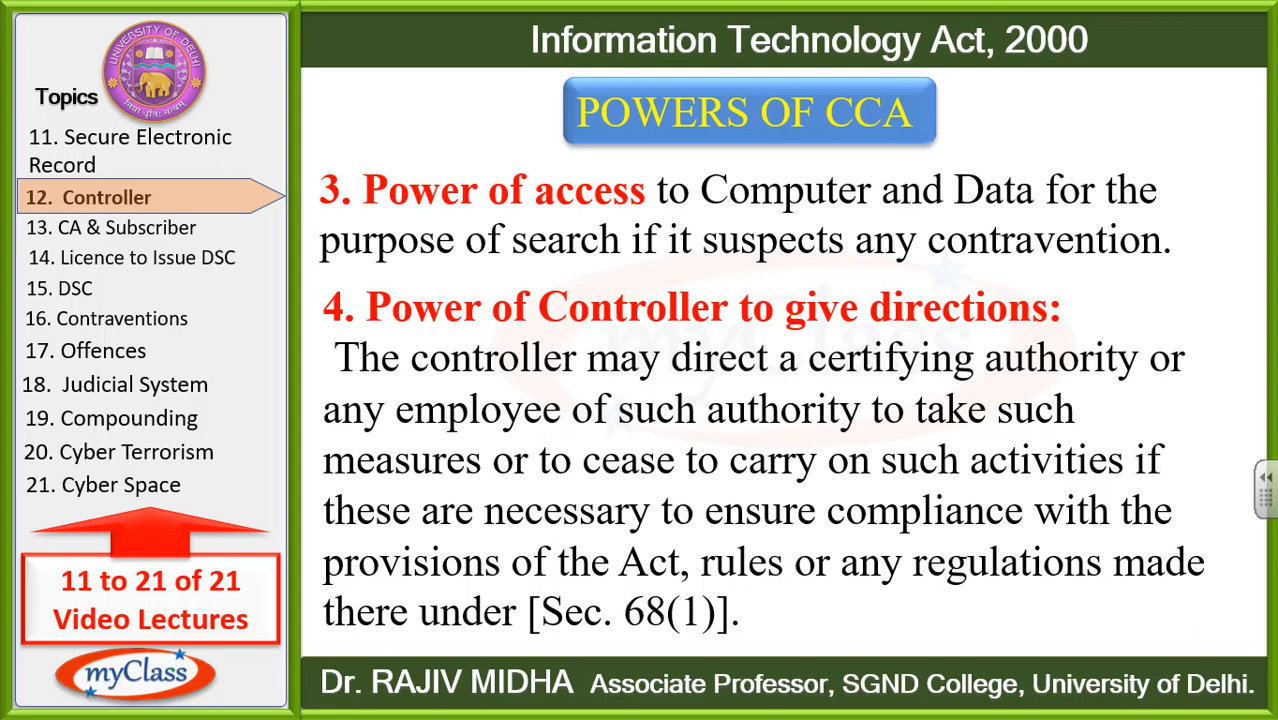 Information Technology Act, 2000
UNIVERSITY OF DELHI
Topics
11. Secure Electronic
Record
12. Controller
13. CA & Subscriber
14. Licence to Issue DSC
15. DSC
16. Contraventions
17. Offences
18. Judicial System
19. Compounding
20. Cyber Terrorism
21. Cyber Space
11 to 21 of 21
Video Lectures
myClass
POWERS OF CCA
3. Power of access to Computer and Data for the
purpose of search if it suspects any contravention.
4. Power of Controller to give directions:
The controller may direct a certifying authority or
any employee of such authority to take such
measures or to cease to carry on such activities if
these are necessary to ensure compliance with the
provisions of the Act, rules or any regulations made
there under [Sec. 68(1)].
myClass
Dr. RAJIV MIDHA Associate Professor, SGND College, University of Delhi.